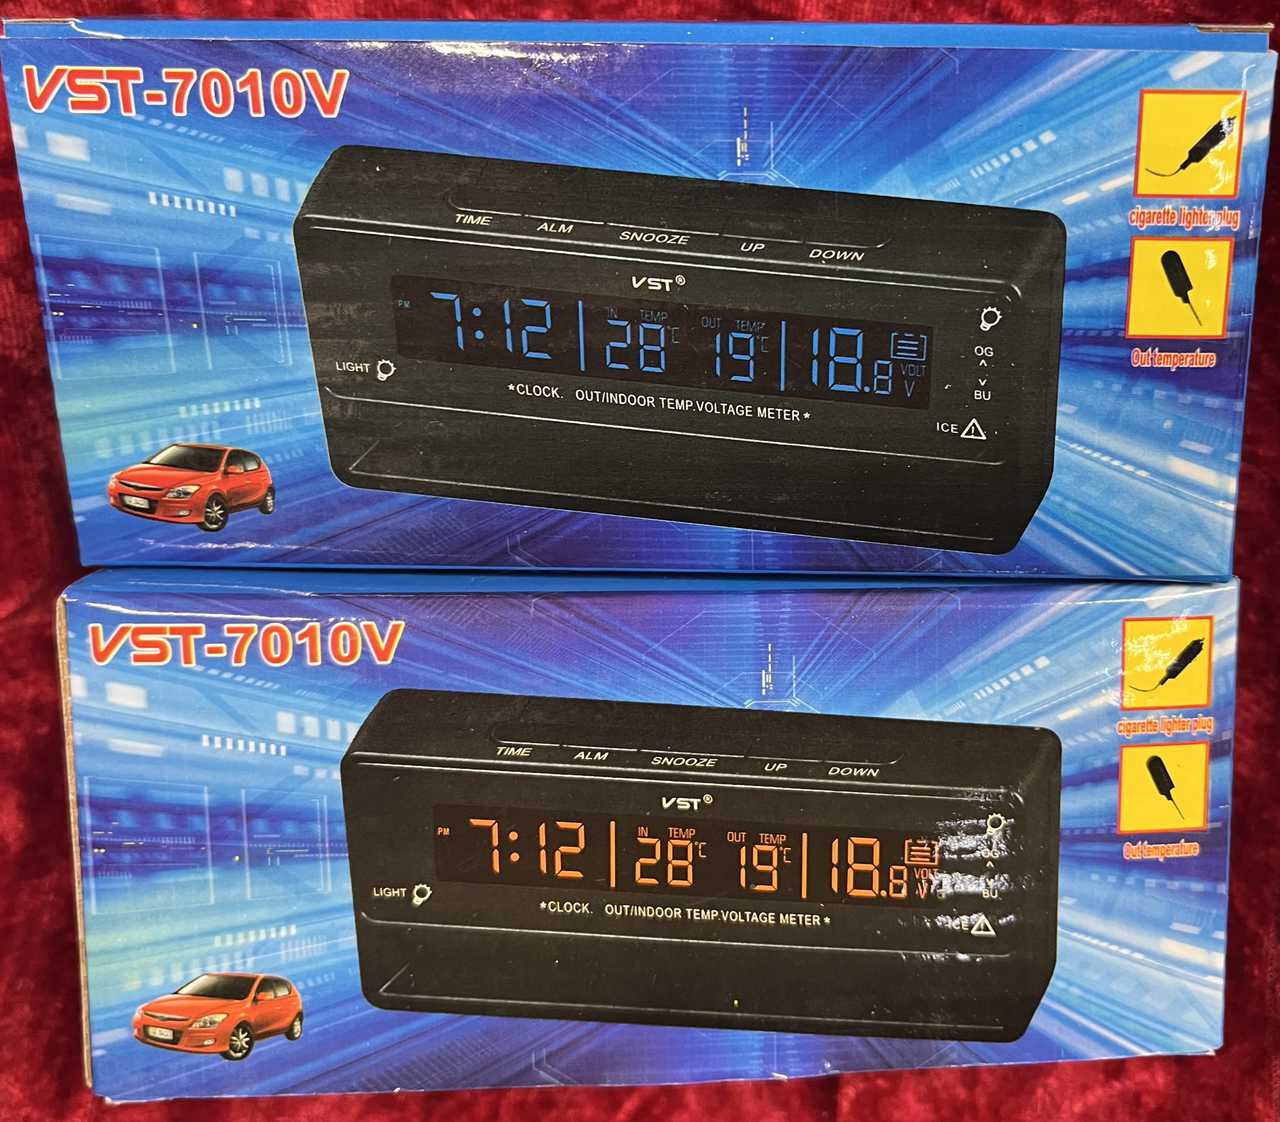 VST-7010V
cigarette lighter plug
Out temperature
TIME ALM SNOOZE UP DOWN
VST®
PM 7:12 IN TEMP 28°C OUT TEMP 19°C 18.8 VOLT V
LIGHT
*CLOCK. OUT/INDOOR TEMP.VOLTAGE METER*
OG
BU
ICE
VST-7010V
cigarette lighter plug
Out temperature
TIME ALM SNOOZE UP DOWN
VST®
PM 7:12 IN TEMP 28°C OUT TEMP 19°C 18.8 VOLT V
LIGHT
*CLOCK. OUT/INDOOR TEMP.VOLTAGE METER*
OG
BU
ICE